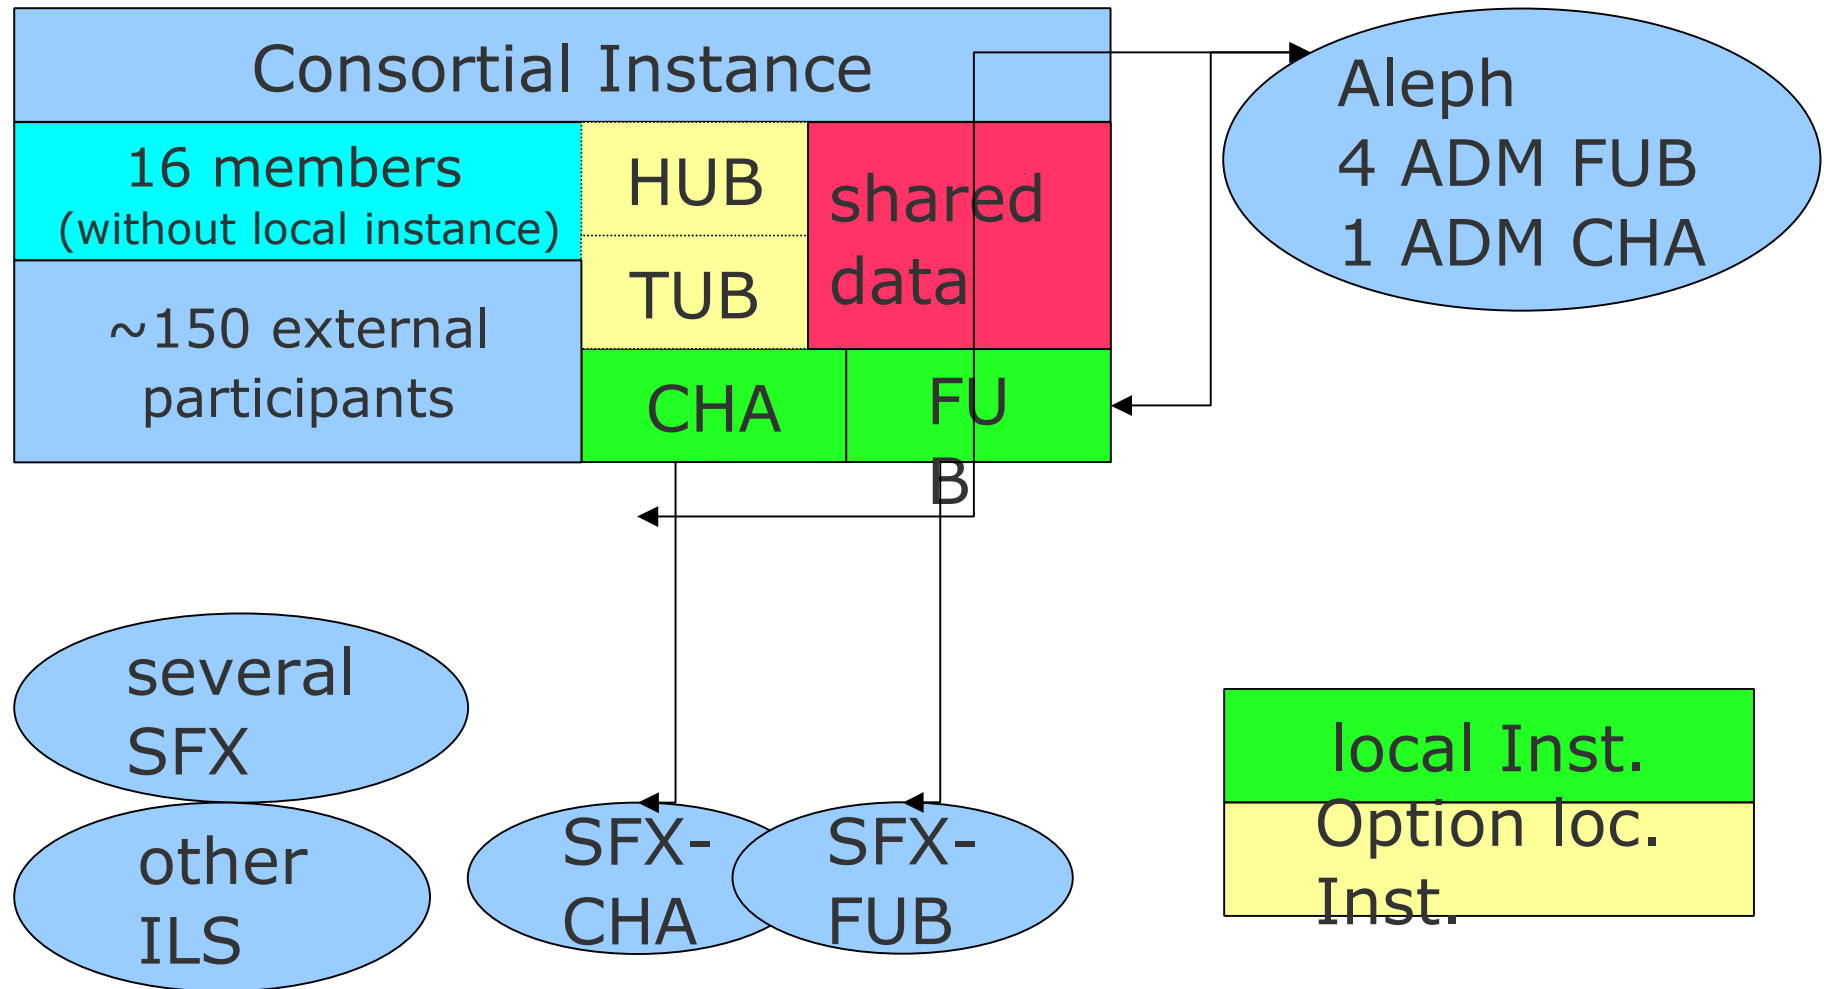 Consortial Instance
16 members
(without local instance)
~150 external
participants
HUB
TUB
shared
data
CHA
FU
B
Aleph
4 ADM FUB
1 ADM CHA
several
SFX
other
ILS
SFX-
CHA
SFX-
FUB
local Inst.
Option loc.
Inst.